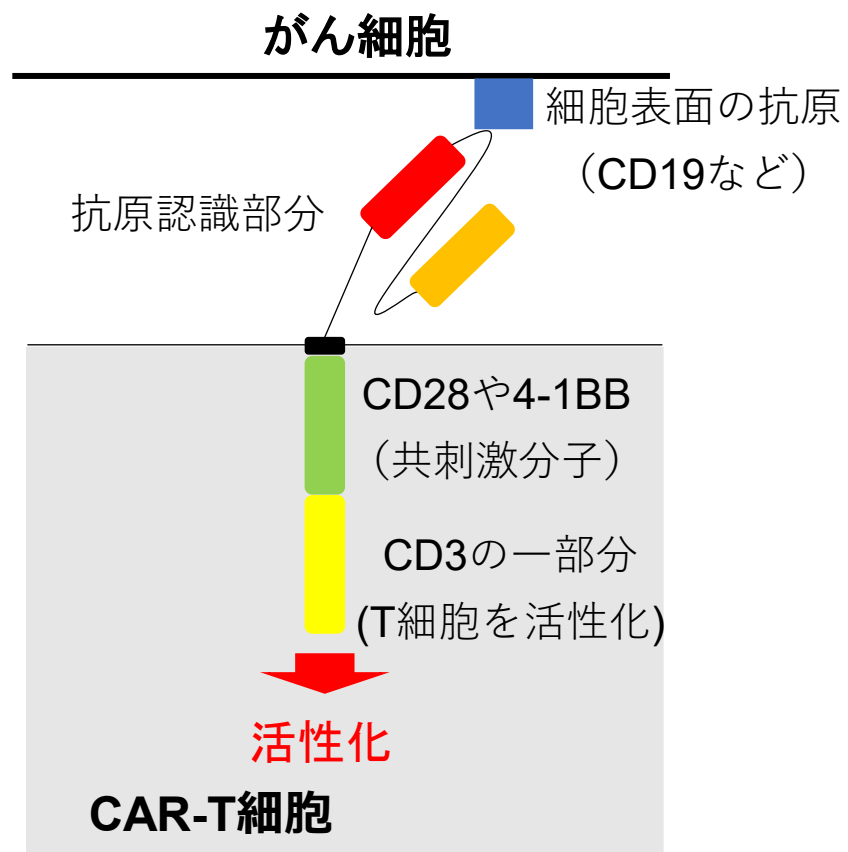 がん細胞
細胞表面の抗原
（CD19など）
抗原認識部分
CD28や4-1BB
（共刺激分子）
CD3の一部分
(T細胞を活性化)
活性化
CAR-T細胞